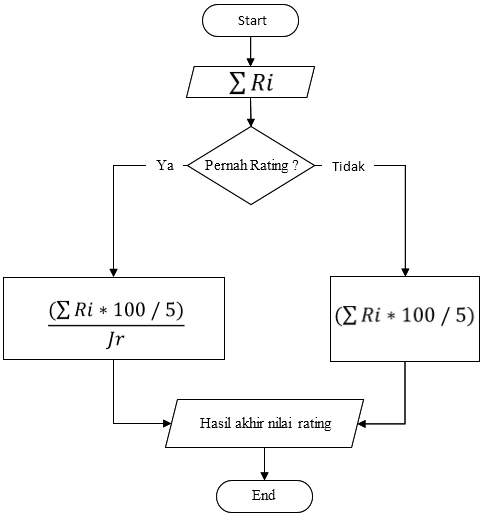 Start
∑ Ri
Pernah Rating ?
Ya
Tidak
(∑ Ri * 100 / 5)
Jr
(∑ Ri * 100 / 5)
Hasil akhir nilai rating
End